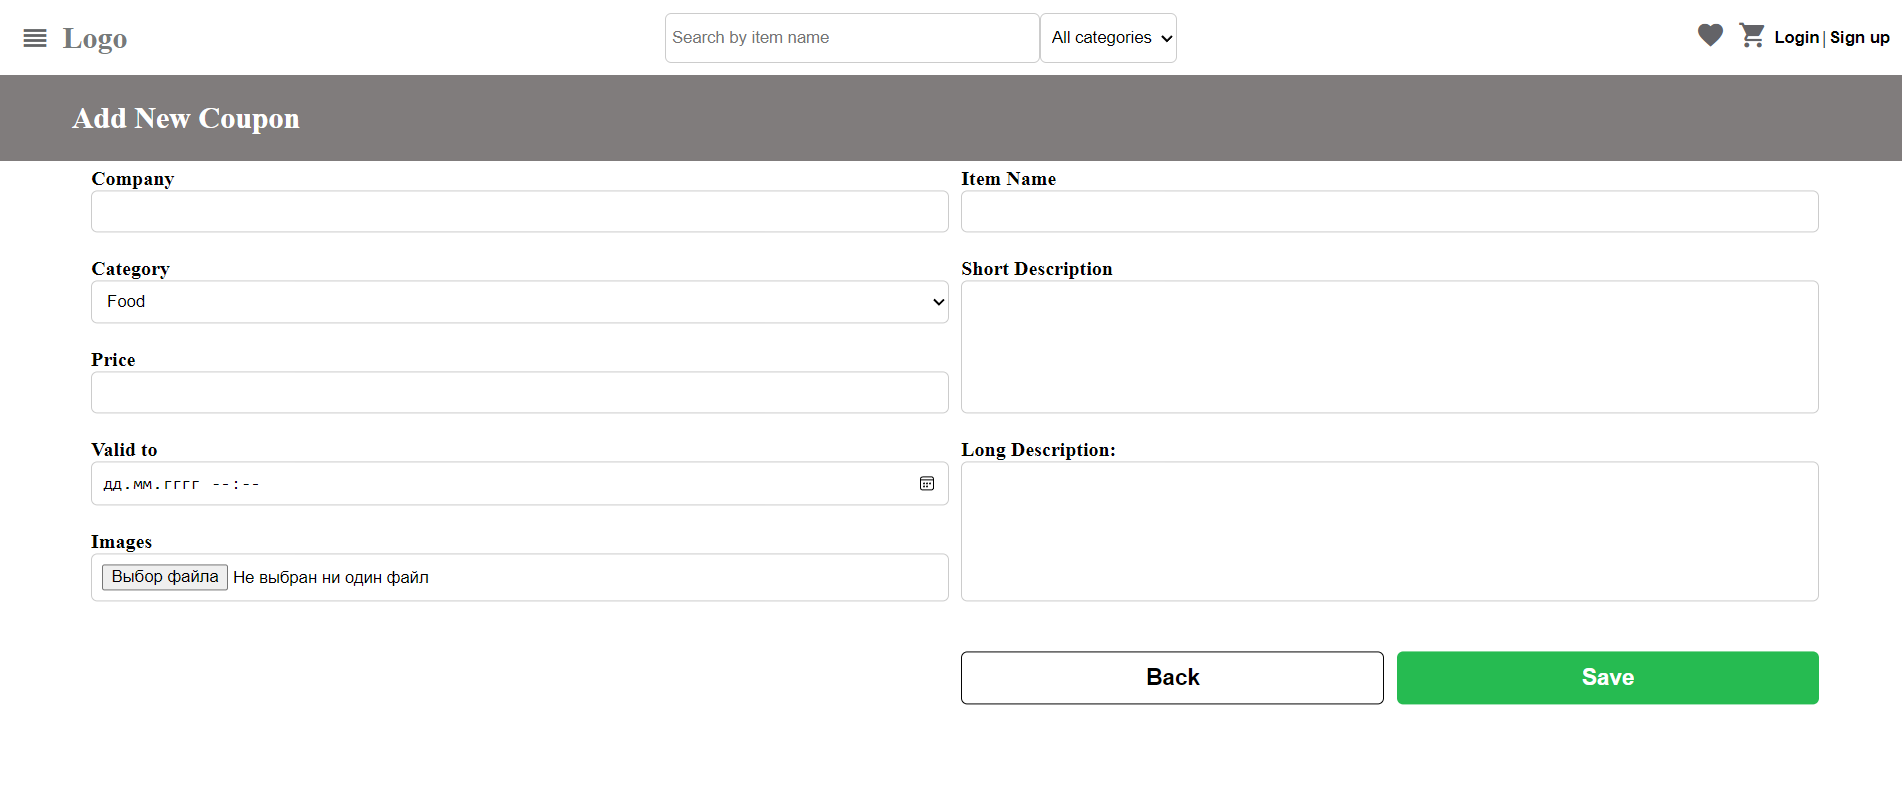 Logo
Search by item name
All categories
Login | Sign up
Add New Coupon
Company
Item Name
Category
Food
Short Description
Price
Valid to
дд.мм.гггг --:--
Long Description:
Images
Выбор файла Не выбран ни один файл
Back
Save